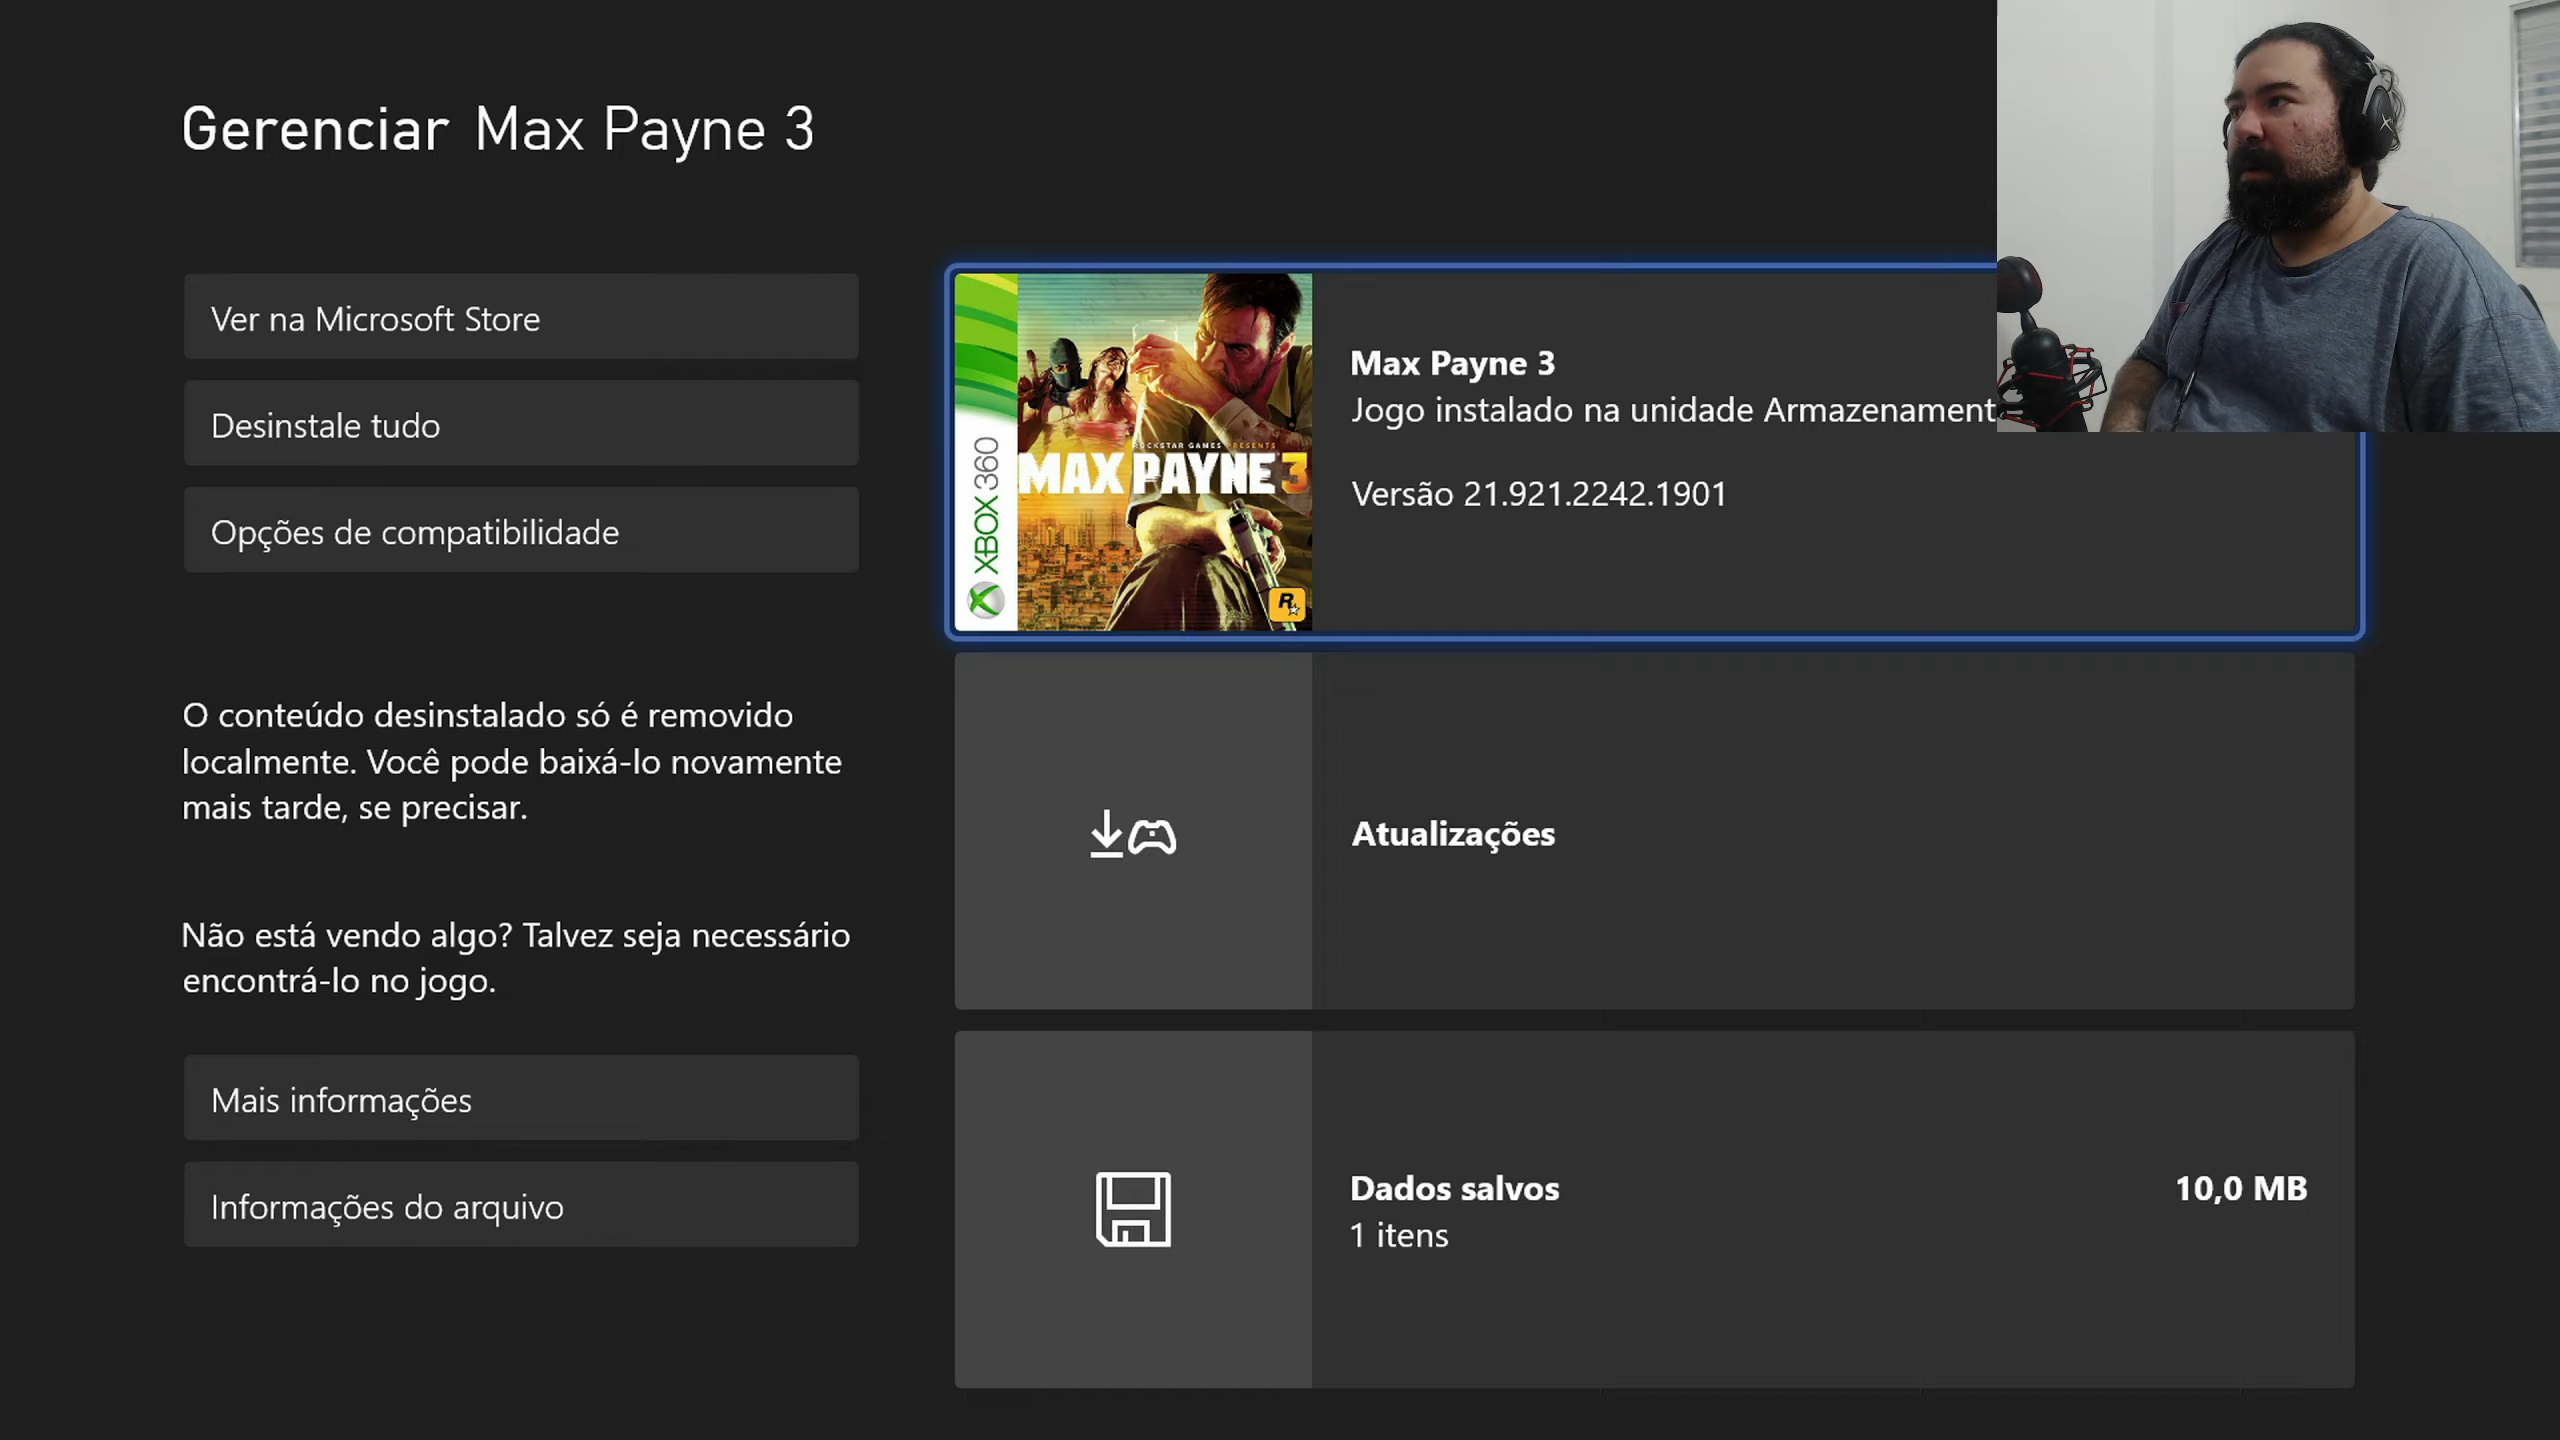 Gerenciar Max Payne 3
Ver na Microsoft Store
Desinstale tudo
Opções de compatibilidade
O conteúdo desinstalado só é removido
localmente. Você pode baixá-lo novamente
mais tarde, se precisar.
Não está vendo algo? Talvez seja necessário
encontrá-lo no jogo.
Mais informações
Informações do arquivo
XBOX 360
ROCKSTAR GAMES PRESENTS
MAX PAYNE 3
R
Max Payne 3
Jogo instalado na unidade Armazenament
Versão 21.921.2242.1901
Atualizações
Dados salvos
10,0 MB
1 itens